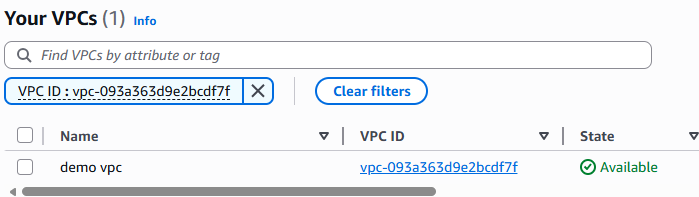 Your VPCs (1) Info
Find VPCs by attribute or tag
VPC ID : vpc-093a363d9e2bcdf7f Clear filters
Name VPC ID State
demo vpc vpc-093a363d9e2bcdf7f Available